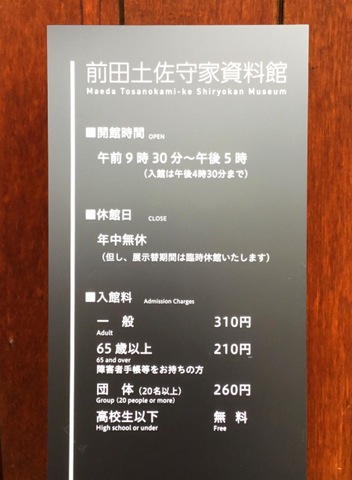 前田土佐守家資料館
Maeda Tosanokami-ke Shiryokan Museum
■開館時間 OPEN
午前9時30分〜午後5時
（入館は午後4時30分まで）
■休館日 CLOSE
年中無休
（但し、展示替期間は臨時休館いたします）
■入館料 Admission Charges
一般 310円
Adult
65歳以上 210円
65 and over
障害者手帳等をお持ちの方
団体（20名以上） 260円
Group (20 people or more)
高校生以下 無料
High school or under Free